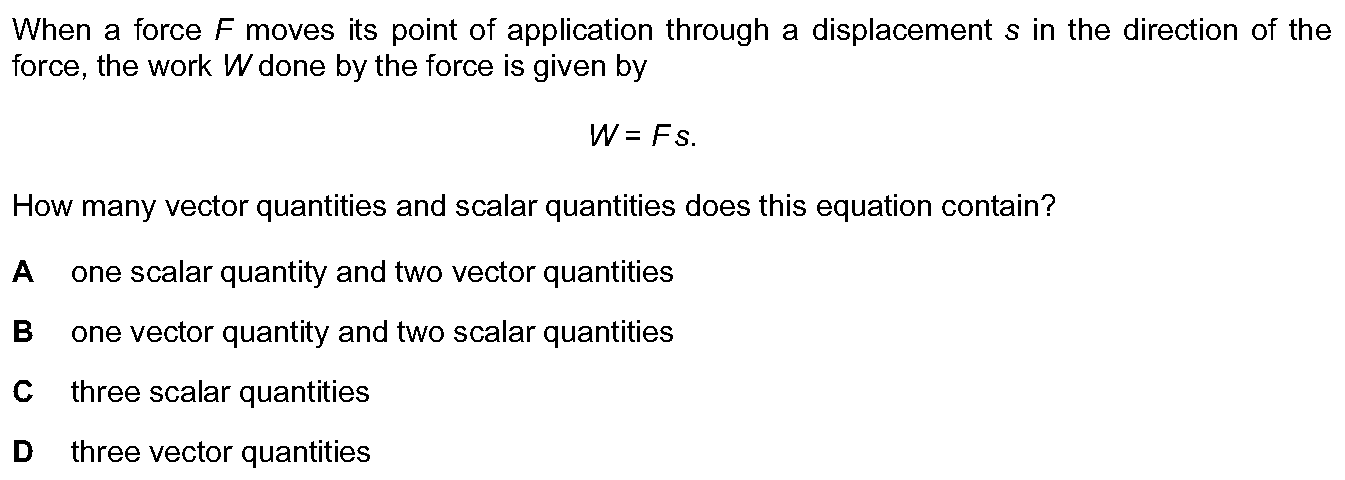 When a force F moves its point of application through a displacement s in the direction of the
force, the work W done by the force is given by
W = Fs.
How many vector quantities and scalar quantities does this equation contain?
A one scalar quantity and two vector quantities
B one vector quantity and two scalar quantities
C three scalar quantities
D three vector quantities